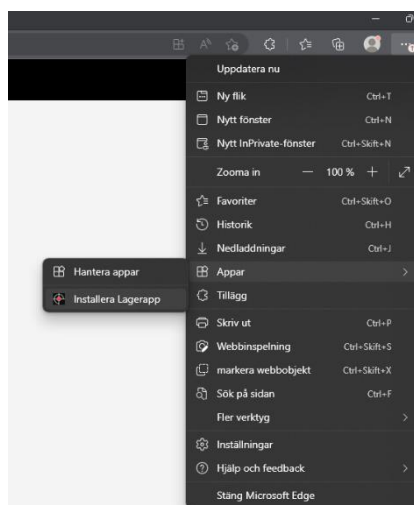 Uppdatera nu
Ny flik Ctrl+T
Nytt fönster Ctrl+N
Nytt InPrivate-fönster Ctrl+Skift+N
Zooma in — 100 % +
Favoriter Ctrl+Skift+O
Historik Ctrl+H
Nedladdningar Ctrl+J
Hantera appar
Appar
Installera Lagerapp
Tillägg
Skriv ut Ctrl+P
Webbinspelning Ctrl+Skift+S
markera webbobjekt Ctrl+Skift+X
Sök på sidan Ctrl+F
Fler verktyg
Inställningar
Hjälp och feedback
Stäng Microsoft Edge